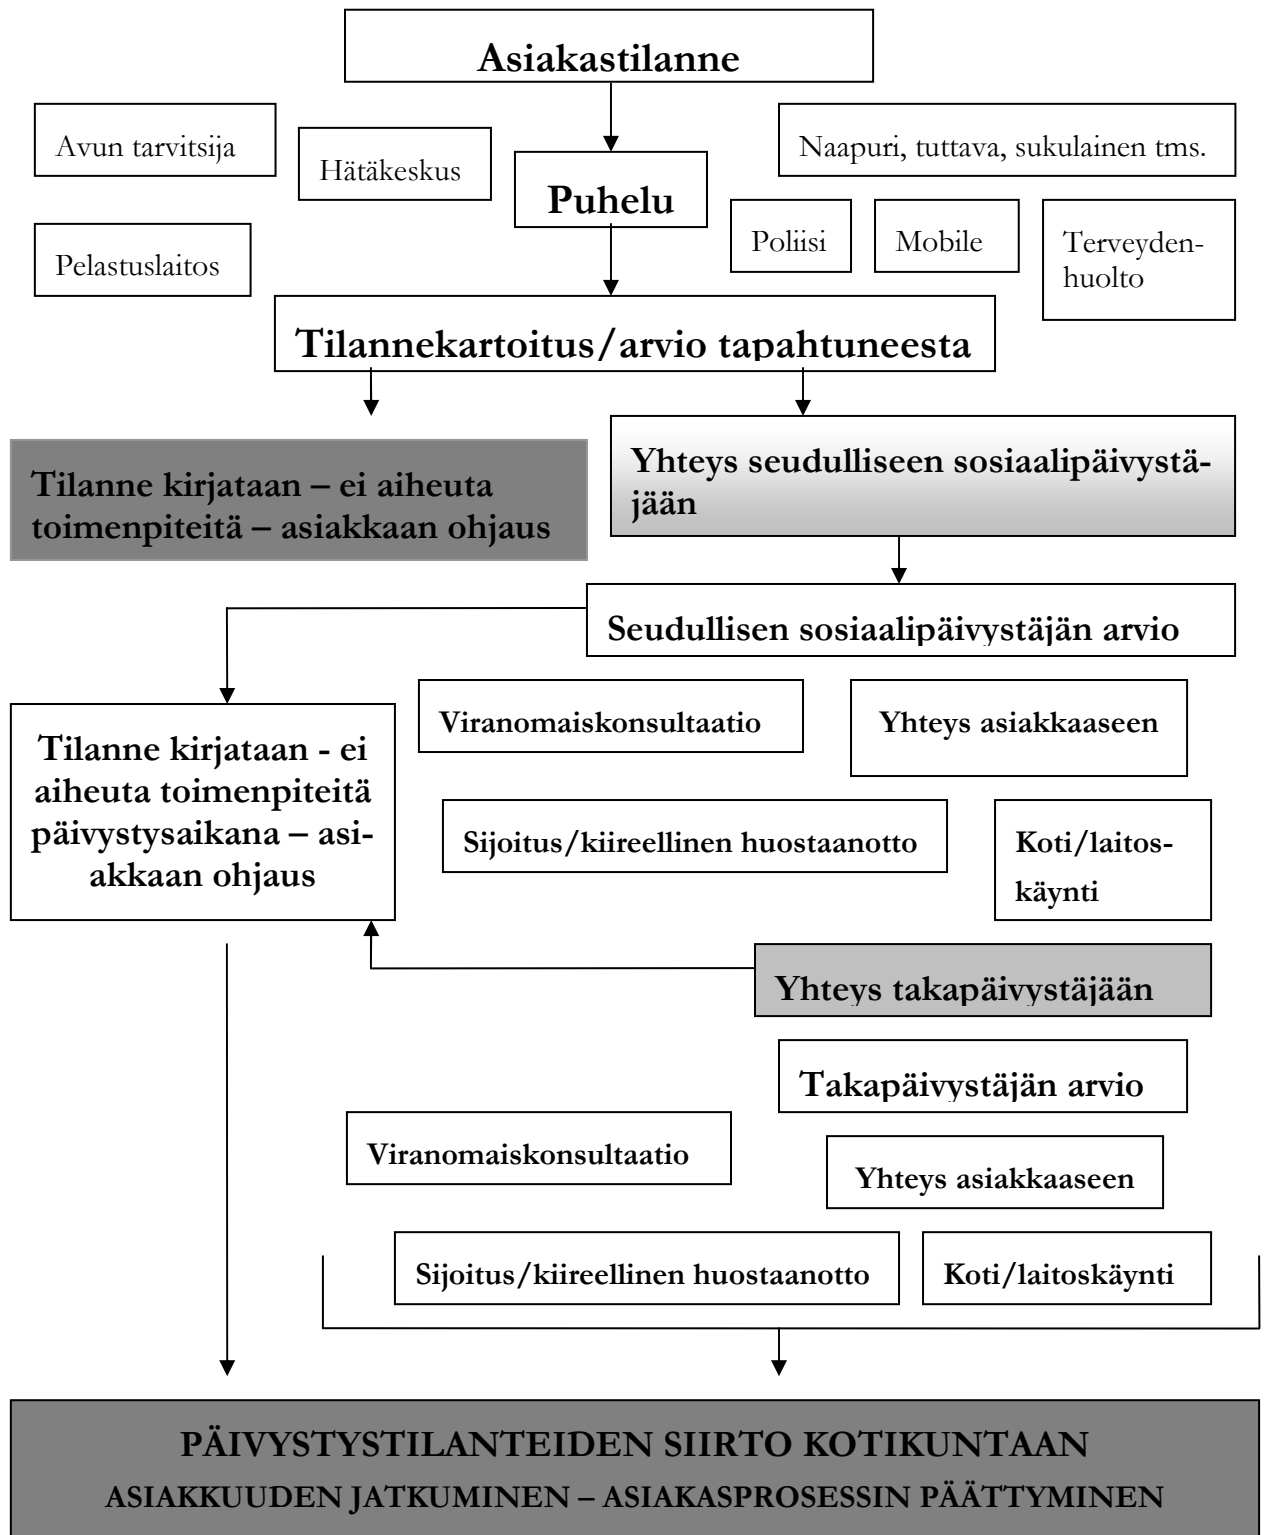 Asiakastilanne
Avun tarvitsija
Hätäkeskus
Puhelu
Naapuri, tuttava, sukulainen tms.
Pelastuslaitos
Poliisi
Mobile
Terveyden-
huolto
Tilannekartoitus/arvio tapahtuneesta
Tilanne kirjataan – ei aiheuta
toimenpiteitä – asiakkaan ohjaus
Yhteys seudulliseen sosiaalipäivystä-
jään
Seudullisen sosiaalipäivystäjän arvio
Viranomaiskonsultaatio
Yhteys asiakkaaseen
Tilanne kirjataan - ei
aiheuta toimenpiteitä
päivystysaikana – asi-
akkaan ohjaus
Sijoitus/kiireellinen huostaanotto
Koti/laitos-
käynti
Yhteys takapäivystäjään
Takapäivystäjän arvio
Viranomaiskonsultaatio
Yhteys asiakkaaseen
Sijoitus/kiireellinen huostaanotto
Koti/laitoskäynti
PÄIVYSTYSTILANTEIDEN SIIRTO KOTIKUNTAAN
ASIAKKUUDEN JATKUMINEN – ASIAKASPROSESSIN PÄÄTTYMINEN